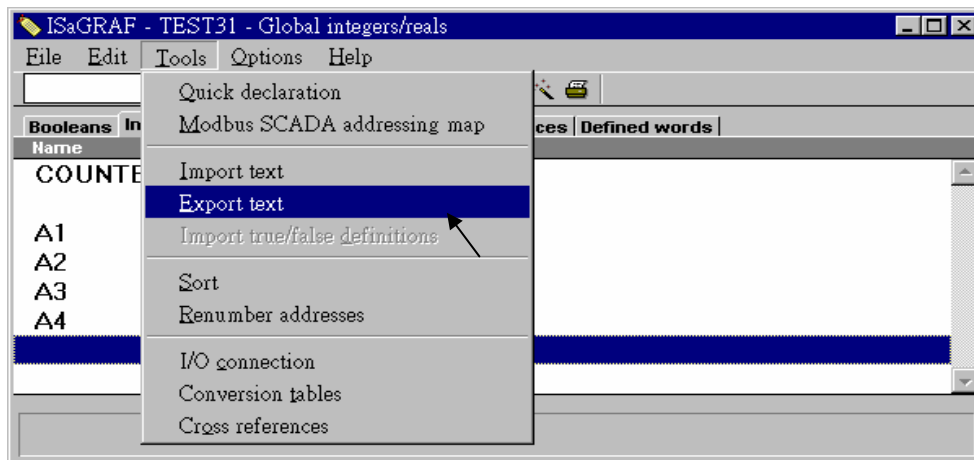 ISaGRAF - TEST31 - Global integers/reals
File Edit Tools Options Help
Quick declaration
Modbus SCADA addressing map
Import text
Export text
Import true/false definitions
Sort
Renumber addresses
I/O connection
Conversion tables
Cross references
Booleans In ces Defined words
Name
COUNTE
A1
A2
A3
A4